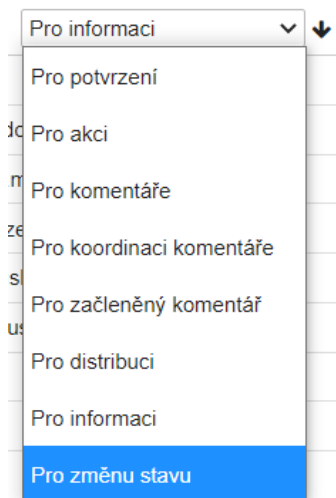 Pro informaci
Pro potvrzení
Pro akci
Pro komentáře
Pro koordinaci komentáře
Pro začleněný komentář
Pro distribuci
Pro informaci
Pro změnu stavu